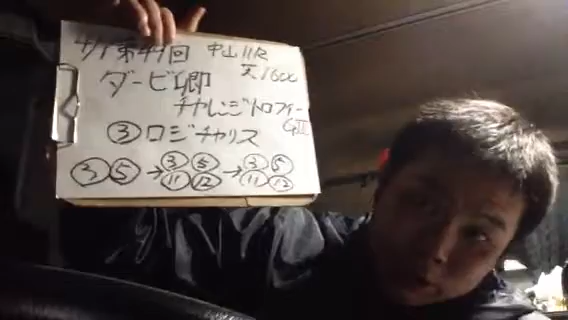 第49回 中山11R
芝1600
ダービー卿
チャレンジトロフィー
GIII
③ロジチャリス
③⑤→③⑤⑪⑫→③⑤⑪⑫